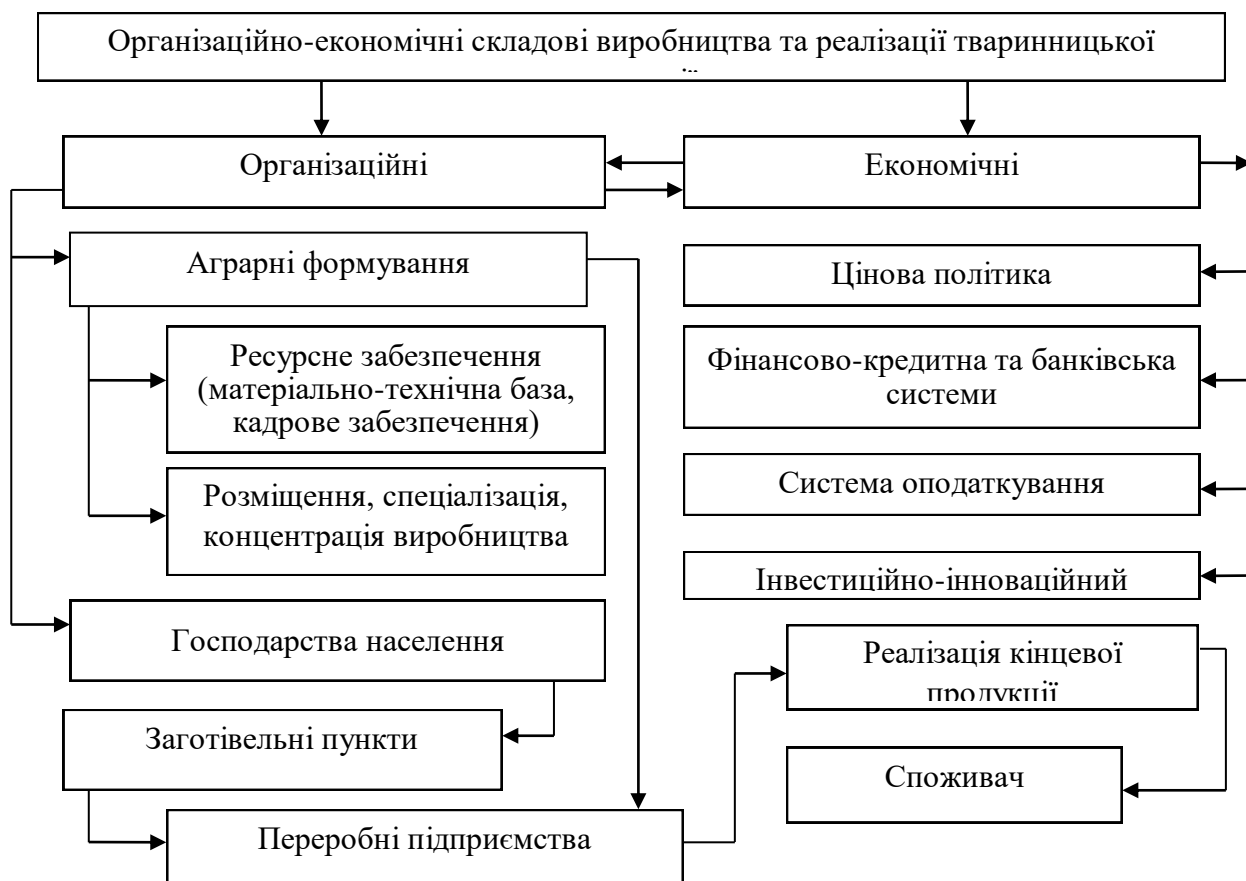 Організаційно-економічні складові виробництва та реалізації тваринницької
Організаційні
Економічні
Аграрні формування
Ресурсне забезпечення
(матеріально-технічна база,
кадрове забезпечення)
Розміщення, спеціалізація,
концентрація виробництва
Господарства населення
Заготівельні пункти
Переробні підприємства
Цінова політика
Фінансово-кредитна та банківська
системи
Система оподаткування
Інвестиційно-інноваційний
Реалізація кінцевої
продукції
Споживач